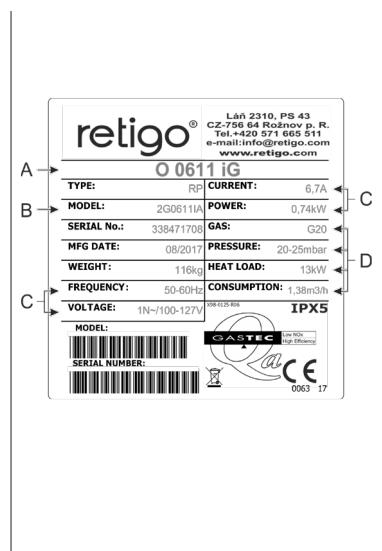 retigo®
Láň 2310, PS 43
CZ-756 64 Rožnov p. R.
Tel.+420 571 665 511
e-mail:info@retigo.com
www.retigo.com
A
O 0611 iG
TYPE: RP
CURRENT: 6,7A
C
B
MODEL: 2G0611IA
POWER: 0,74kW
SERIAL No.: 338471708
GAS: G20
MFG DATE: 08/2017
PRESSURE: 20-25mbar
D
WEIGHT: 116kg
HEAT LOAD: 13kW
C
FREQUENCY: 50-60Hz
CONSUMPTION: 1,38m3/h
VOLTAGE: 1N~/100-127V
X98-0125-R06
IPX5
MODEL:
GASTEC
Low NOx
High Efficiency
Qa
SERIAL NUMBER:
CE
0063 17